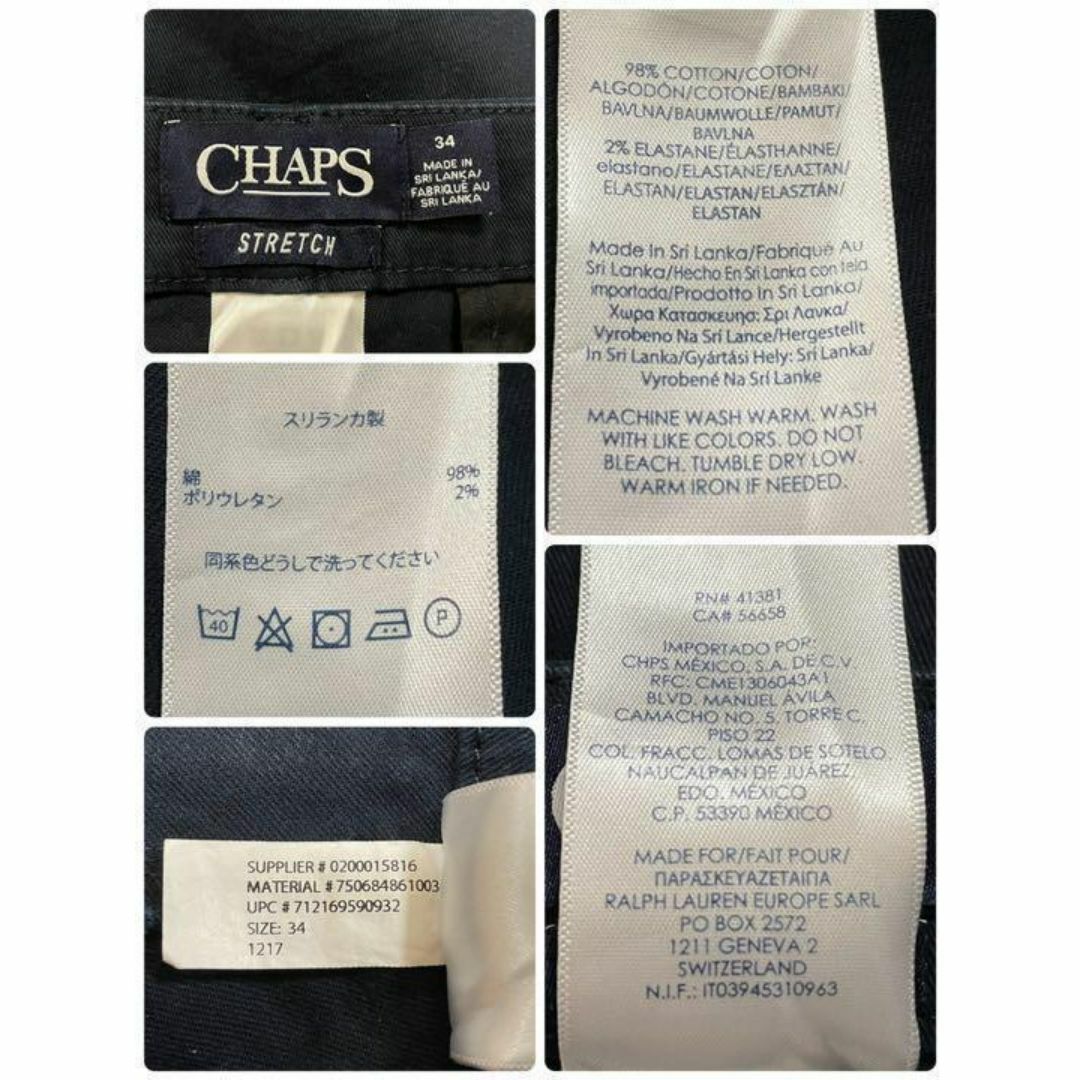 CHAPS
STRETCH
34
MADE IN
SRI LANKA/
FABRIQUÉ AU
SRI LANKA
98% COTTON/COTON/
ALGODÓN/COTONE/BAMBAKI/
BAVLNA/BAUMWOLLE/PAMUT/
BAVLNA
2% ELASTANE/ÉLASTHANNE/
elastano/ELASTANE/ΕΛΑΣΤΑΝ/
ELASTAN/ELASTAN/ELASZTÁN/
ELASTAN
Made In Sri Lanka/Fabriqué Au
Sri Lanka/Hecho En Sri Lanka con tela
importada/Prodotto In Sri Lanka/
Χωρα Κατασκευης: Σρι Λανκα/
Vyrobeno Na Srí Lance/Hergestellt
In Sri Lanka/Gyártási Hely: Srí Lanka/
Vyrobené Na Srí Lanke
MACHINE WASH WARM. WASH
WITH LIKE COLORS. DO NOT
BLEACH. TUMBLE DRY LOW.
WARM IRON IF NEEDED.
スリランカ製
綿 98%
ポリウレタン 2%
同系色どうしで洗ってください
40
P
SUPPLIER # 0200015816
MATERIAL # 750684861003
UPC # 712169590932
SIZE: 34
1217
RN# 41381
CA# 56658
IMPORTADO POR:
CHPS MÉXICO, S.A. DE C.V.
RFC: CME1306043A1
BLVD. MANUEL ÁVILA
CAMACHO NO. 5, TORRE C
PISO 22
COL. FRACC. LOMAS DE SOTELO
NAUCALPAN DE JUÁREZ
EDO. MÉXICO
C.P. 53390 MÉXICO
MADE FOR/FAIT POUR/
ΠΑΡΑΣΚΕΥΑΖΕΤΑΙΓΙΑ
RALPH LAUREN EUROPE SARL
PO BOX 2572
1211 GENEVA 2
SWITZERLAND
N.I.F.: IT03945310963